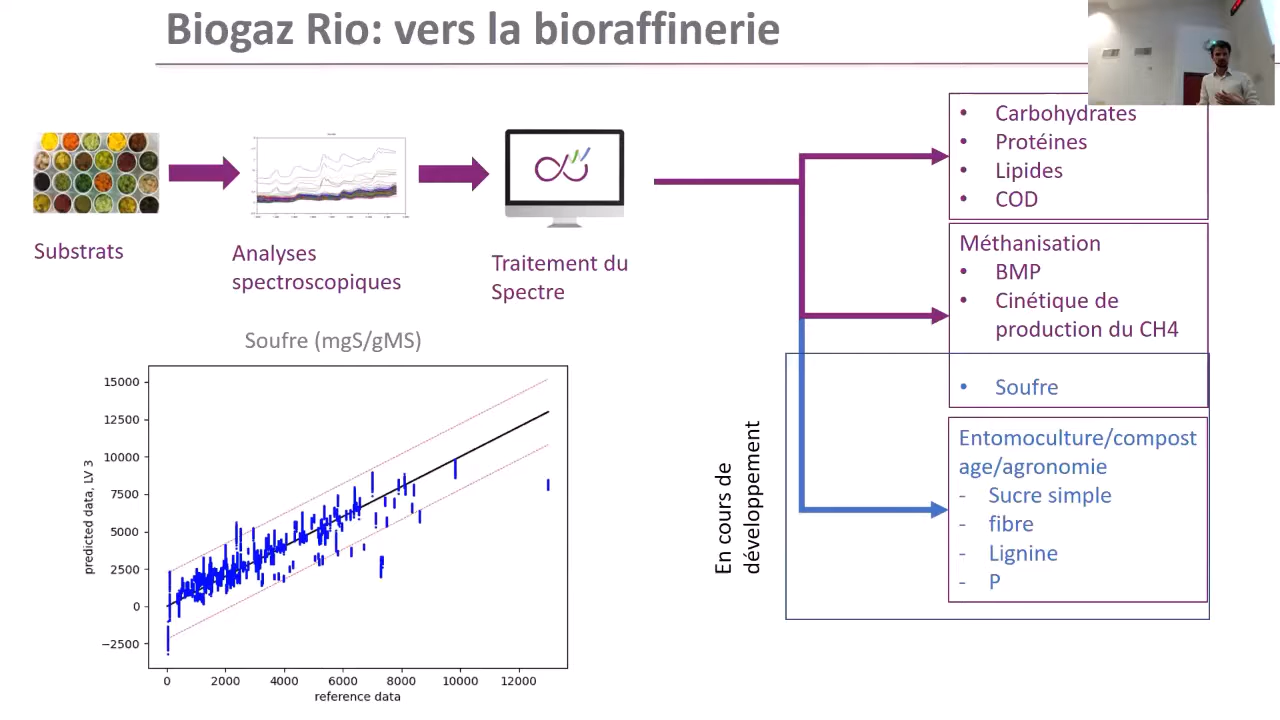 Biogaz Rio: vers la bioraffinerie
Substrats
Analyses
spectroscopiques
Traitement du
Spectre
• Carbohydrates
• Protéines
• Lipides
• COD
Méthanisation
• BMP
• Cinétique de
production du CH4
• Soufre
Entomoculture/compost
age/agronomie
- Sucre simple
- fibre
- Lignine
- P
En cours de
développement
Soufre (mgS/gMS)
predicted data, LV 3
15000
12500
10000
7500
5000
2500
0
−2500
0 2000 4000 6000 8000 10000 12000
reference data